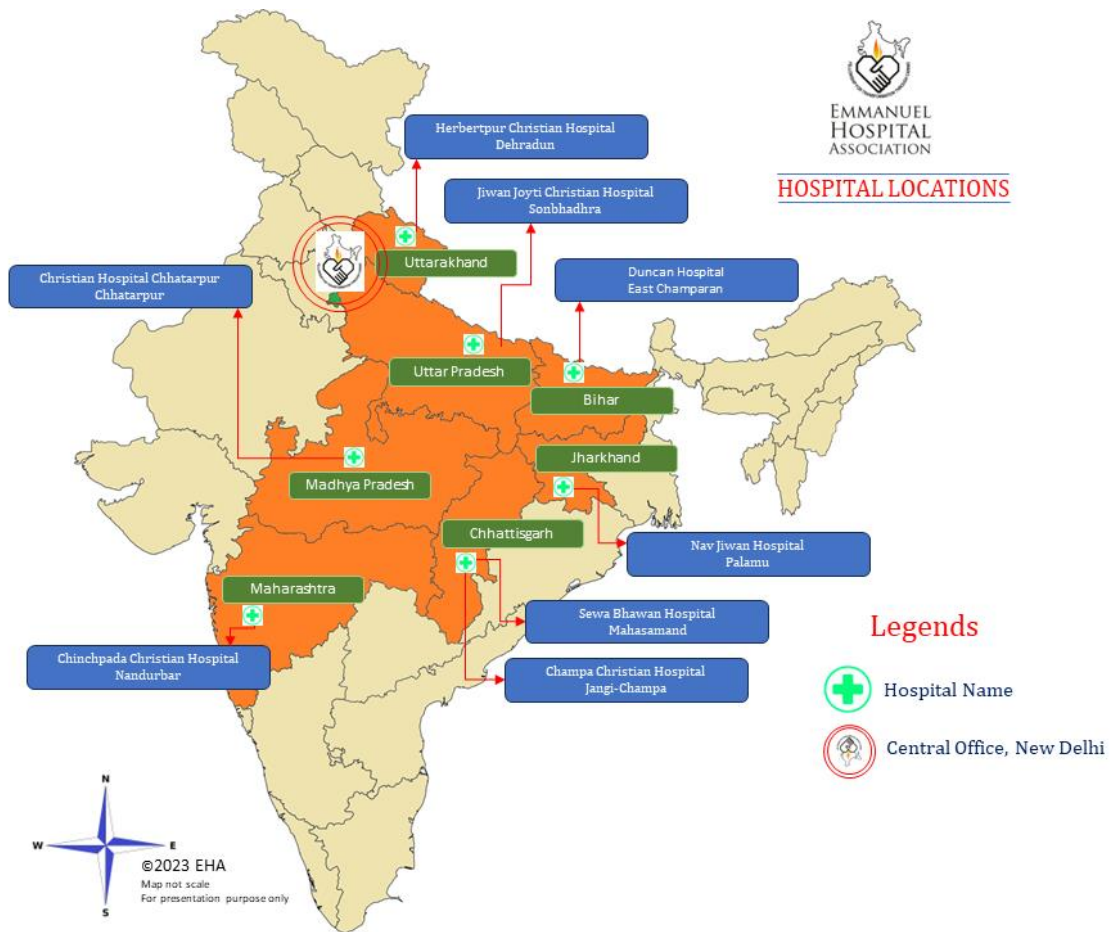 EMMANUEL
HOSPITAL
ASSOCIATION
HOSPITAL LOCATIONS
Herbertpur Christian Hospital
Dehradun
Jiwan Joyti Christian Hospital
Sonbhadhra
Christian Hospital Chhatarpur
Chhatarpur
Duncan Hospital
East Champaran
Uttarakhand
Uttar Pradesh
Bihar
Jharkhand
Madhya Pradesh
Chhattisgarh
Nav Jiwan Hospital
Palamu
Maharashtra
Sewa Bhawan Hospital
Mahasamand
Chinchpada Christian Hospital
Nandurbar
Champa Christian Hospital
Jangi-Champa
Legends
Hospital Name
Central Office, New Delhi
N
W
E
S
©2023 EHA
Map not scale
For presentation purpose only